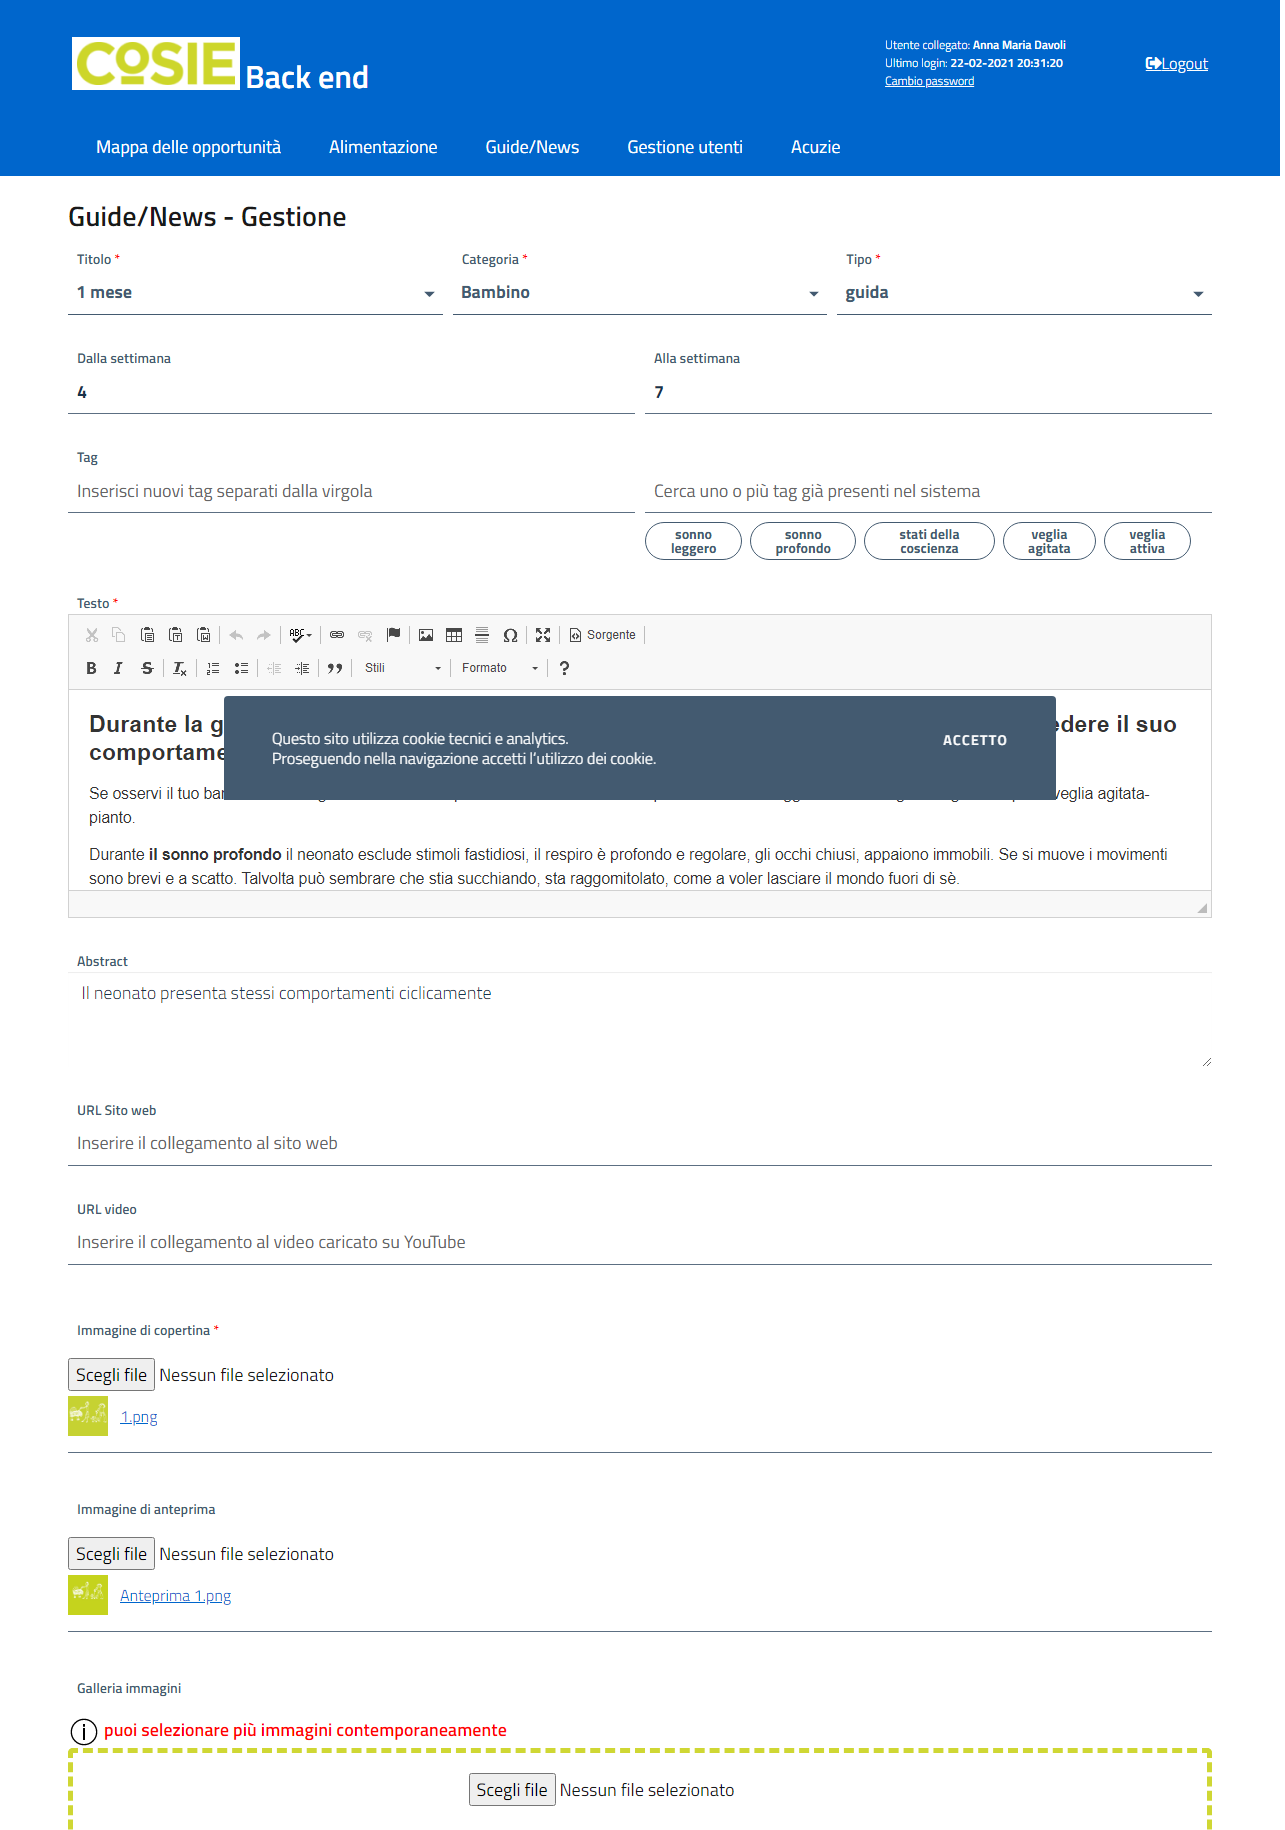 COSIE Back end
Utente collegato: Anna Maria Davoli
Ultimo login: 22-02-2021 20:31:20
Cambio password
Logout
Mappa delle opportunità Alimentazione Guide/News Gestione utenti Acuzie
Guide/News - Gestione
Titolo * Categoria * Tipo *
1 mese Bambino guida
Dalla settimana Alla settimana
4 7
Tag
Inserisci nuovi tag separati dalla virgola Cerca uno o più tag già presenti nel sistema
sonno leggero sonno profondo stati della coscienza veglia agitata veglia attiva
Testo *
ABC Sorgente
B I S Tx Stili Formato ?
Durante la g edere il suo
comportame
Questo sito utilizza cookie tecnici e analytics.
Proseguendo nella navigazione accetti l'utilizzo dei cookie.
ACCETTO
Se osservi il tuo bar veglia agitata-
pianto.
Durante il sonno profondo il neonato esclude stimoli fastidiosi, il respiro è profondo e regolare, gli occhi chiusi, appaiono immobili. Se si muove i movimenti
sono brevi e a scatto. Talvolta può sembrare che stia succhiando, sta raggomitolato, come a voler lasciare il mondo fuori di sè.
Abstract
Il neonato presenta stessi comportamenti ciclicamente
URL Sito web
Inserire il collegamento al sito web
URL video
Inserire il collegamento al video caricato su YouTube
Immagine di copertina *
Scegli file Nessun file selezionato
1.png
Immagine di anteprima
Scegli file Nessun file selezionato
Anteprima 1.png
Galleria immagini
puoi selezionare più immagini contemporaneamente
Scegli file Nessun file selezionato